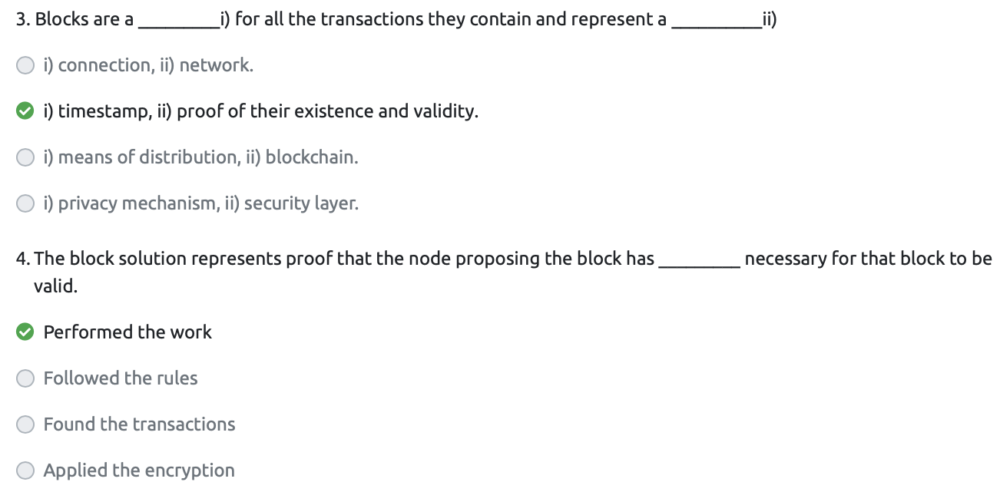 3. Blocks are a _________i) for all the transactions they contain and represent a __________ii)
i) connection, ii) network.
i) timestamp, ii) proof of their existence and validity.
i) means of distribution, ii) blockchain.
i) privacy mechanism, ii) security layer.
4. The block solution represents proof that the node proposing the block has _________ necessary for that block to be
valid.
Performed the work
Followed the rules
Found the transactions
Applied the encryption